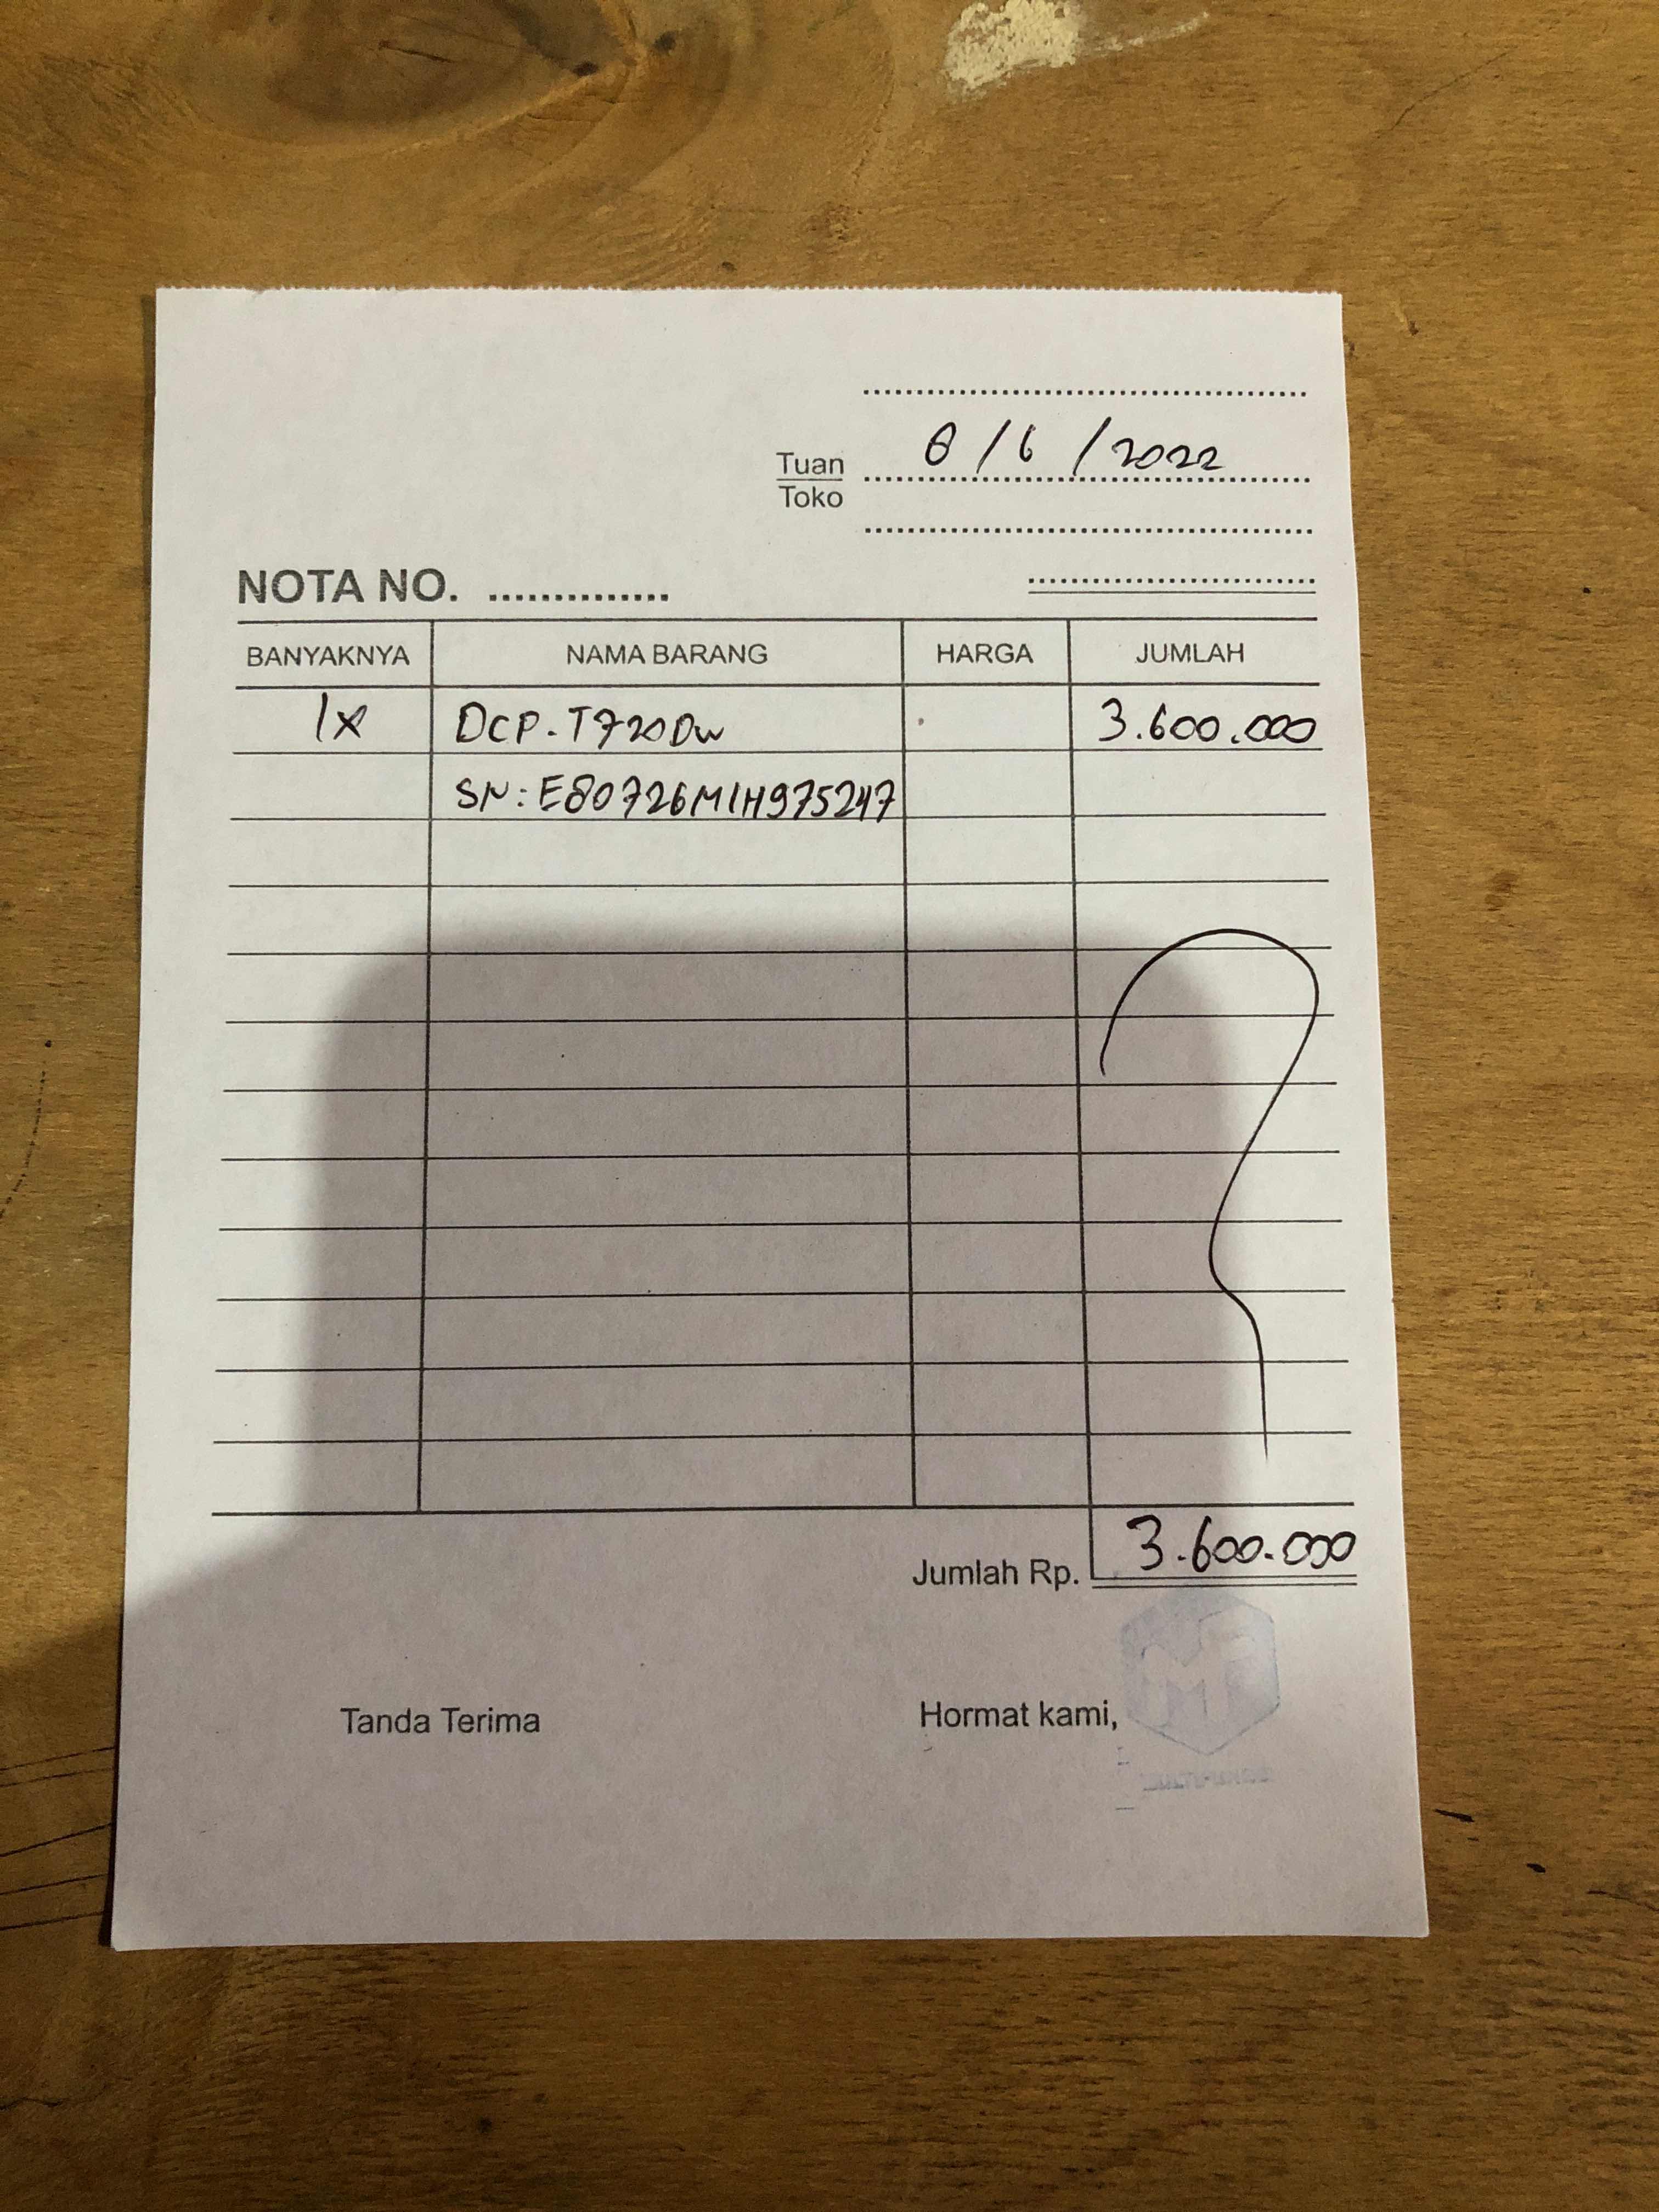 Tuan
Toko
8/6/2022
NOTA NO.
BANYAKNYA NAMA BARANG HARGA JUMLAH
1x DCP-T720DW 3.600.000
SN: E80726M1H975247
Jumlah Rp. 3.600.000
Tanda Terima Hormat kami,